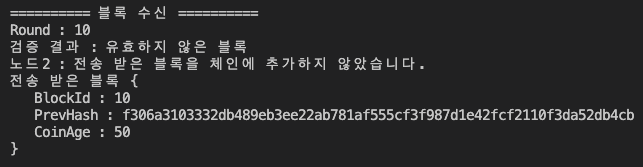 ========== 블록 수신 ==========
Round : 10
검증 결과 : 유효하지 않은 블록
노드2 : 전송 받은 블록을 체인에 추가하지 않았습니다.
전송 받은 블록 {
BlockId : 10
PrevHash : f306a3103332db489eb3ee22ab781af555cf3f987d1e42fcf2110f3da52db4cb
CoinAge : 50
}